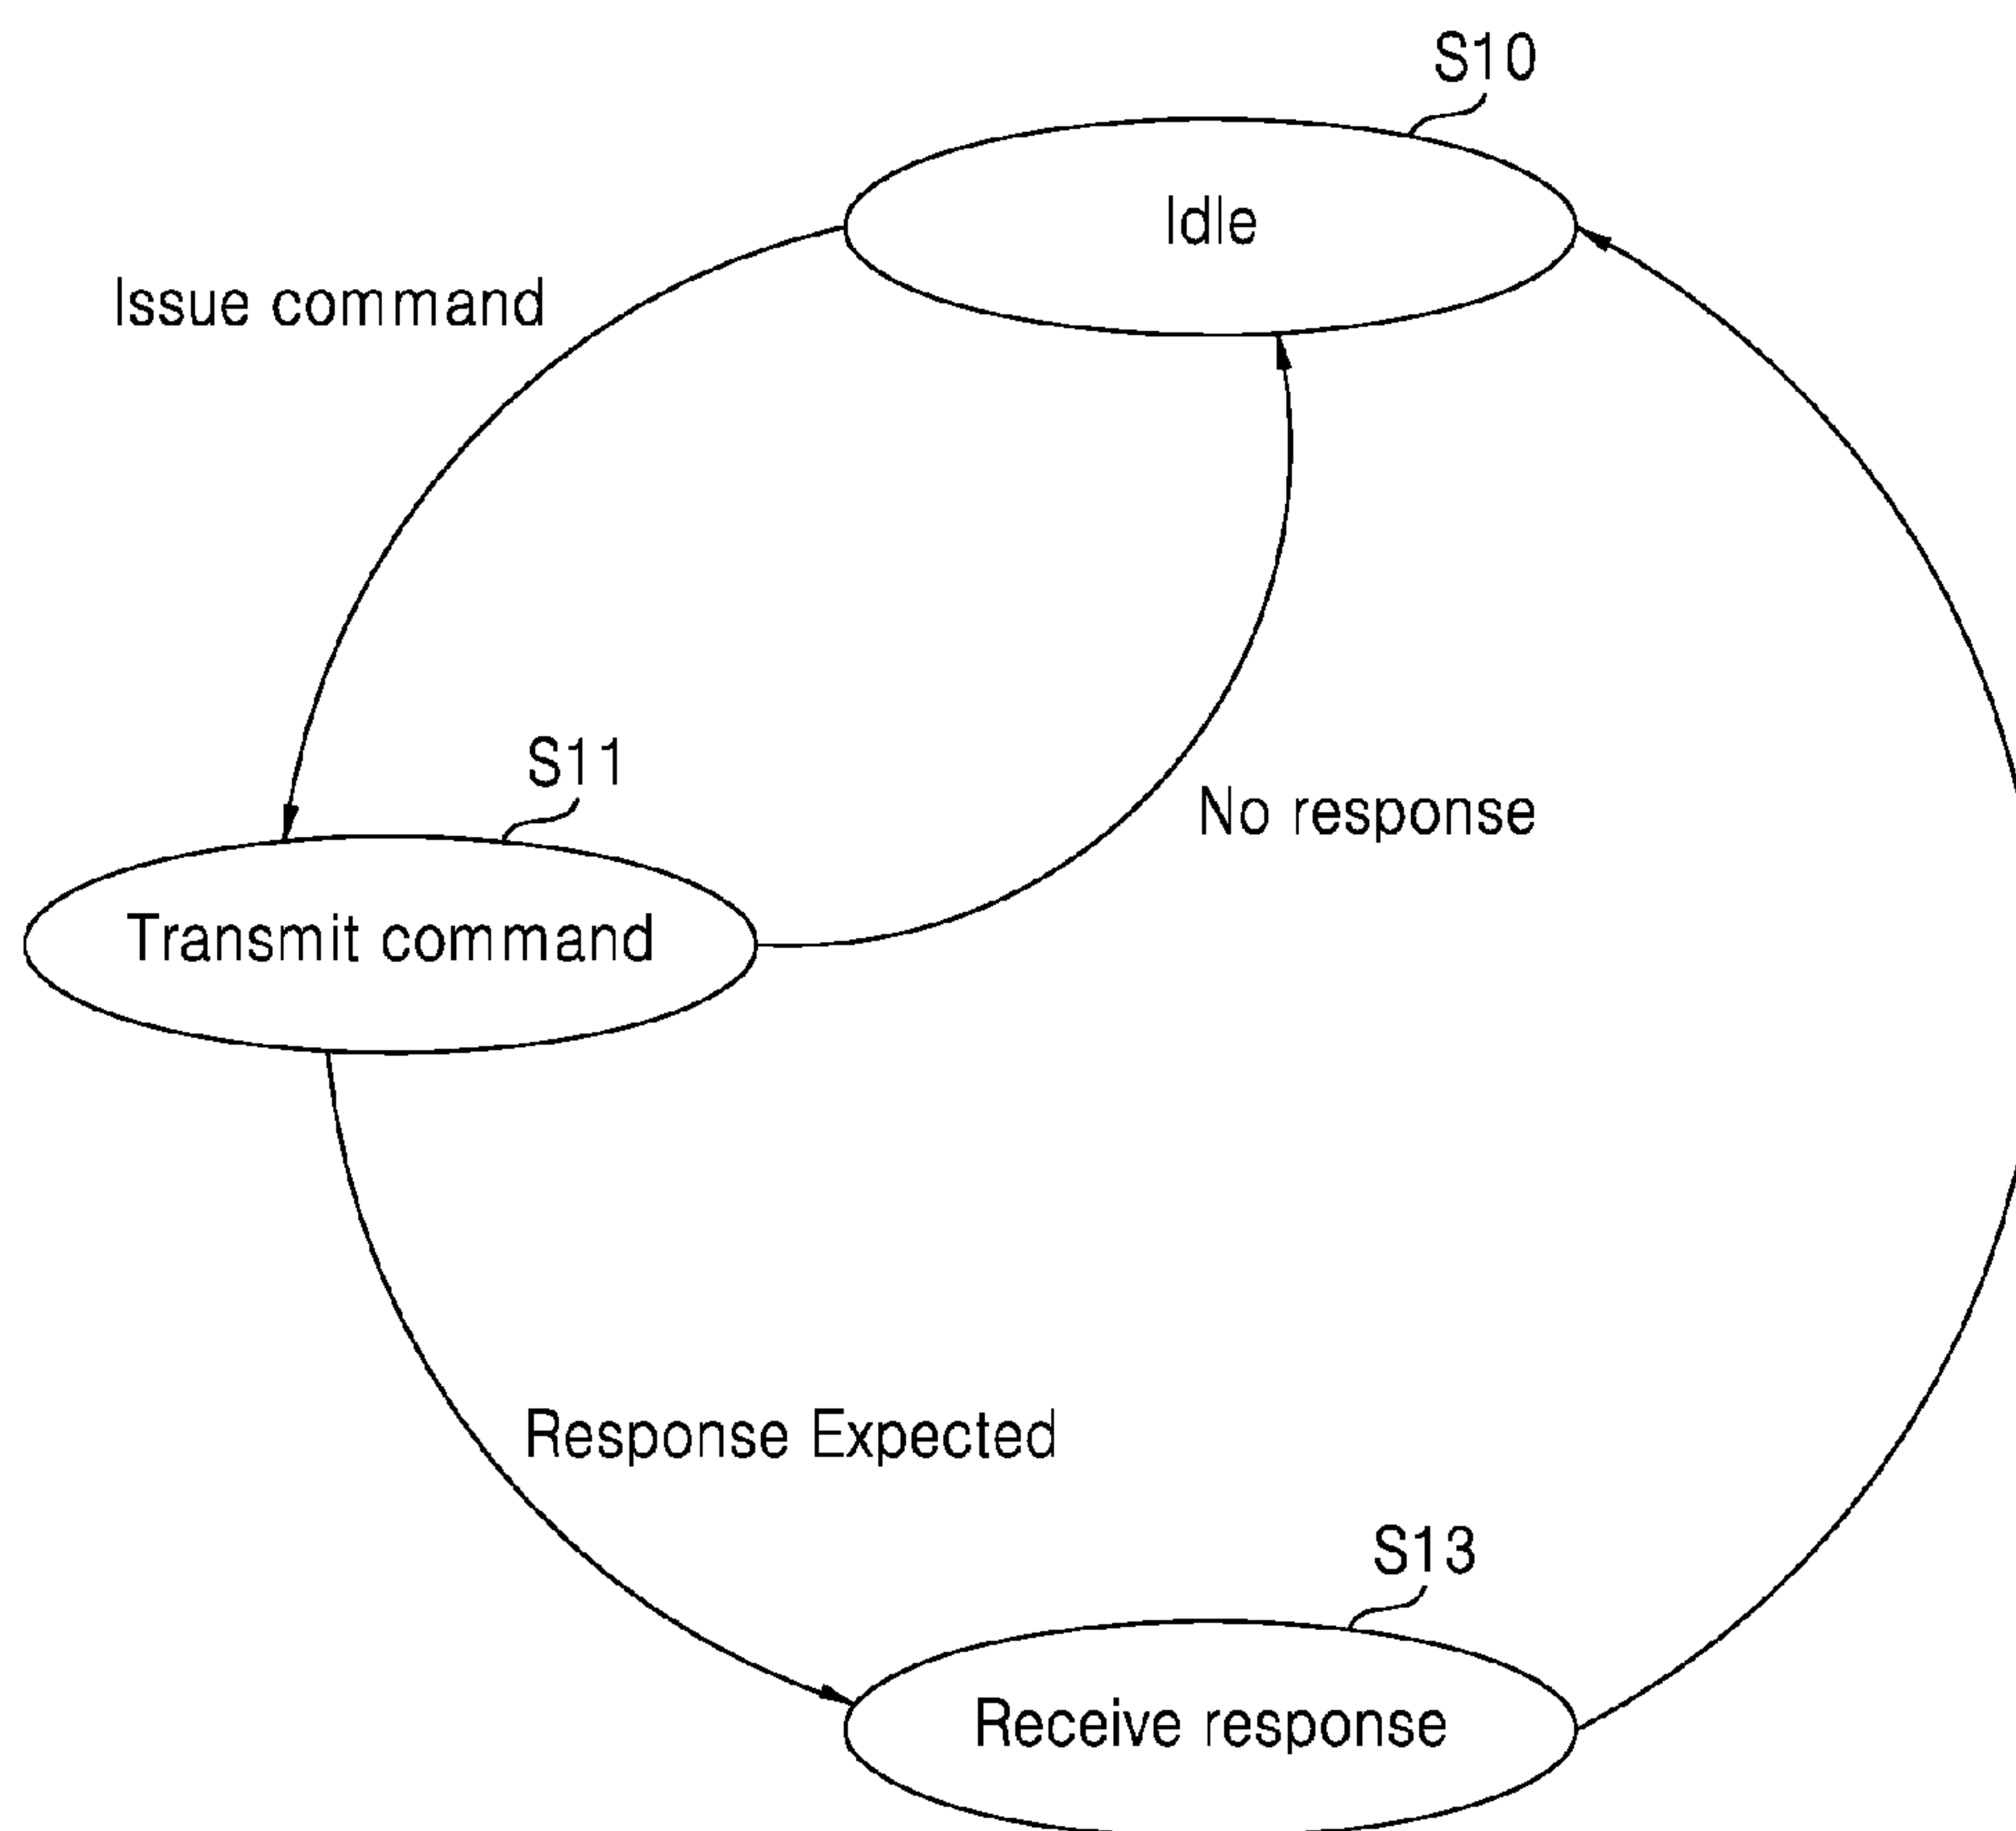 S10
Idle
Issue command
S11
No response
Transmit command
Response Expected
S13
Receive response